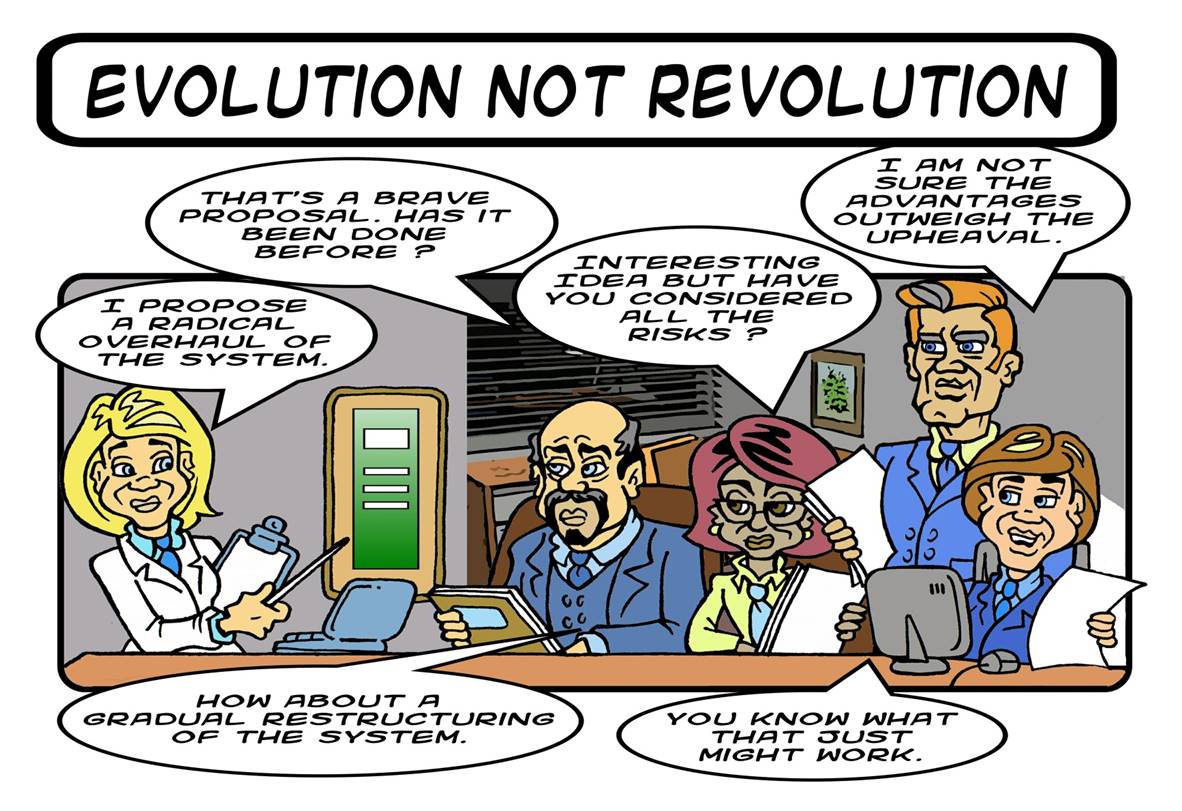 EVOLUTION NOT REVOLUTION
I PROPOSE
A RADICAL
OVERHAUL OF
THE SYSTEM.
THAT'S A BRAVE
PROPOSAL. HAS IT
BEEN DONE
BEFORE ?
INTERESTING
IDEA BUT HAVE
YOU CONSIDERED
ALL THE
RISKS ?
I AM NOT
SURE THE
ADVANTAGES
OUTWEIGH THE
UPHEAVAL.
HOW ABOUT A
GRADUAL RESTRUCTURING
OF THE SYSTEM.
YOU KNOW WHAT
THAT JUST
MIGHT WORK.